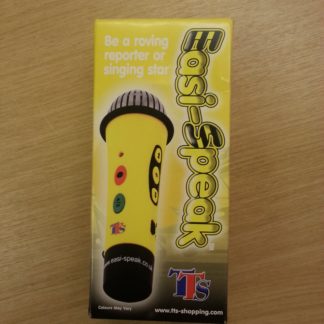 Be a roving
reporter or
singing star
Easi-Speak
www.easi-speak.co.uk
TTS
TTS
Colours May Vary
www.tts-shopping.com